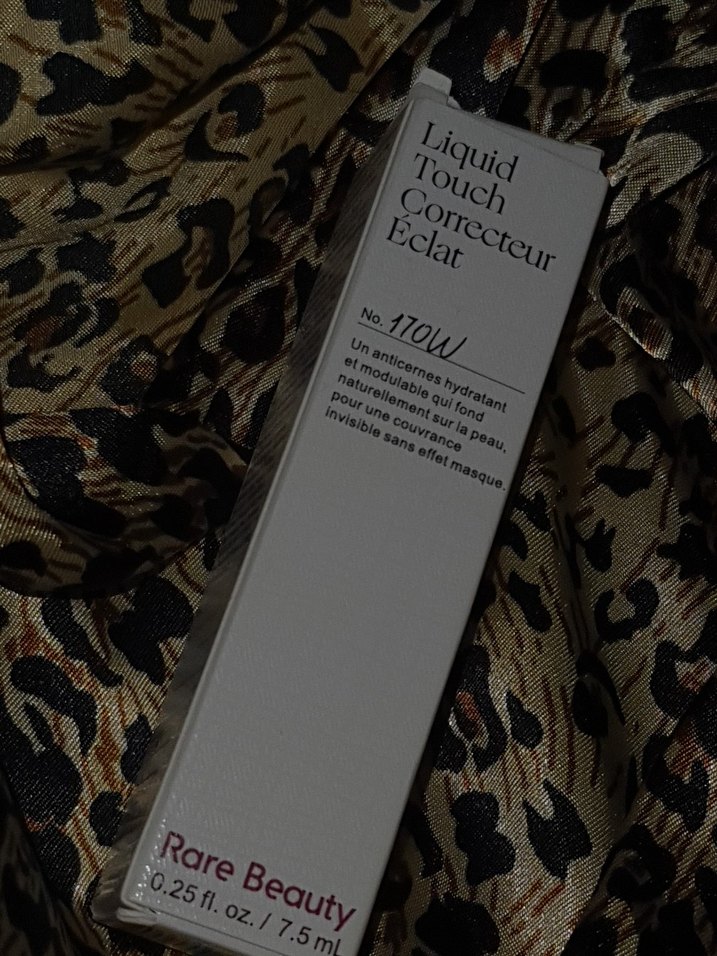 Liquid
Touch
Correcteur
Éclat
No. 170W
Un anticernes hydratant
et modulable qui fond
naturellement sur la peau,
pour une couvrance
invisible sans effet masque.
Rare Beauty
0.25 fl. oz. / 7.5 mL